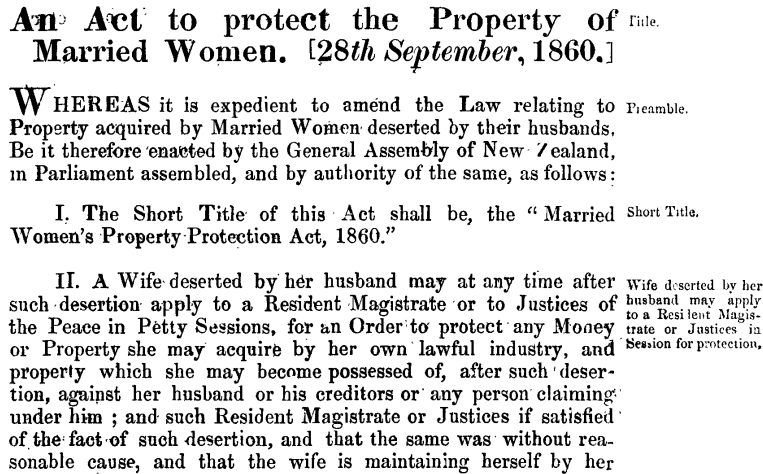 An Act to protect the Property of
Married Women. [28th September, 1860.]
Title.
WHEREAS it is expedient to amend the Law relating to
Property acquired by Married Women deserted by their husbands,
Be it therefore enacted by the General Assembly of New Zealand,
in Parliament assembled, and by authority of the same, as follows:
Preamble.
I. The Short Title of this Act shall be, the “Married
Women's Property Protection Act, 1860.”
Short Title.
II. A Wife deserted by her husband may at any time after
such desertion apply to a Resident Magistrate or to Justices of
the Peace in Petty Sessions, for an Order to protect any Money
or Property she may acquire by her own lawful industry, and
property which she may become possessed of, after such deser-
tion, against her husband or his creditors or any person claiming
under him ; and such Resident Magistrate or Justices if satisfied
of the fact of such desertion, and that the same was without rea-
sonable cause, and that the wife is maintaining herself by her
Wife deserted by her
husband may apply
to a Resident Magis-
trate or Justices in
Session for protection.